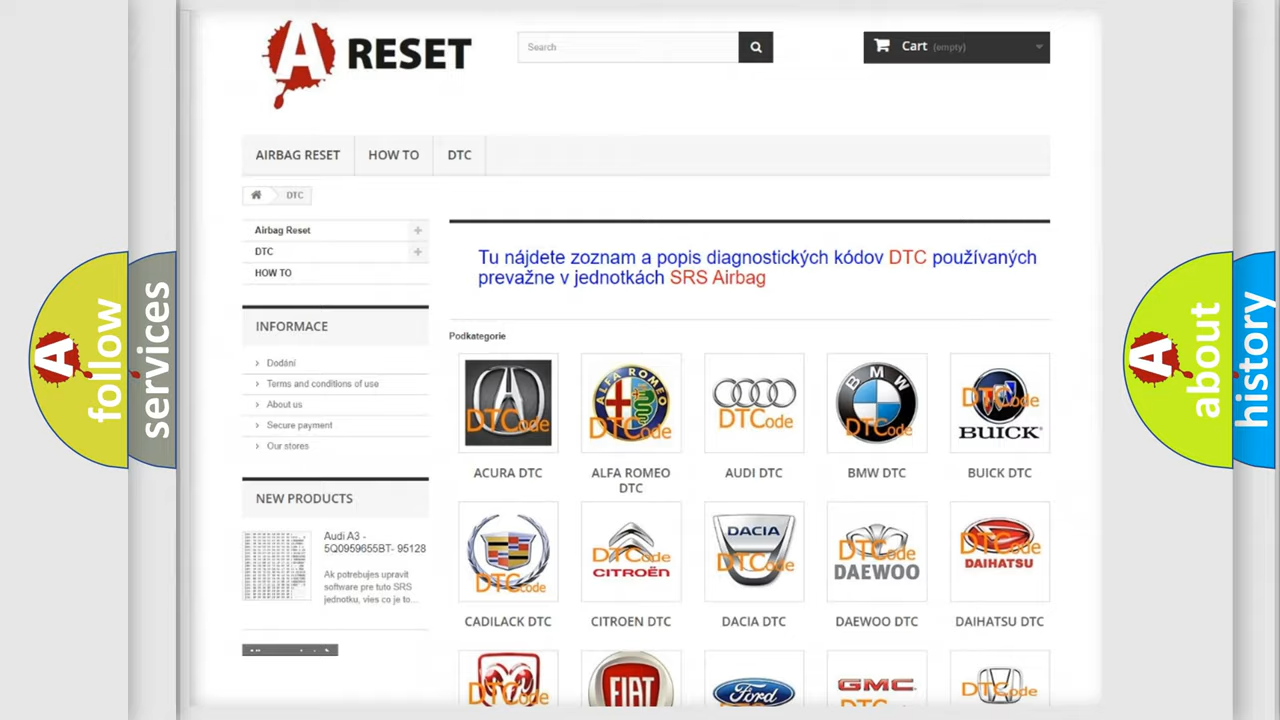 A RESET
Search
Cart (empty)
AIRBAG RESET
HOW TO
DTC
DTC
Airbag Reset
DTC
HOW TO
INFORMACE
Dodání
Terms and conditions of use
About us
Secure payment
Our stores
NEW PRODUCTS
Audi A3 -
5Q0959655BT- 95128
Ak potrebujes upravit
software pre tuto SRS
jednotku, vies co je to...
Tu nájdete zoznam a popis diagnostických kódov DTC používaných
prevažne v jednotkách SRS Airbag
Podkategorie
DTCode
ALFA ROMEO
DTCode
DTCode
BMW
DTCode
DTCode
BUICK
ACURA DTC
ALFA ROMEO
DTC
AUDI DTC
BMW DTC
BUICK DTC
DTCode
DTCode
CITROËN
DACIA
DTCode
DTCode
DAEWOO
DTCode
DAIHATSU
CADILACK DTC
CITROEN DTC
DACIA DTC
DAEWOO DTC
DAIHATSU DTC
DTCode
FIAT
Ford
GMC
DTCode
A follow
services
A about
history